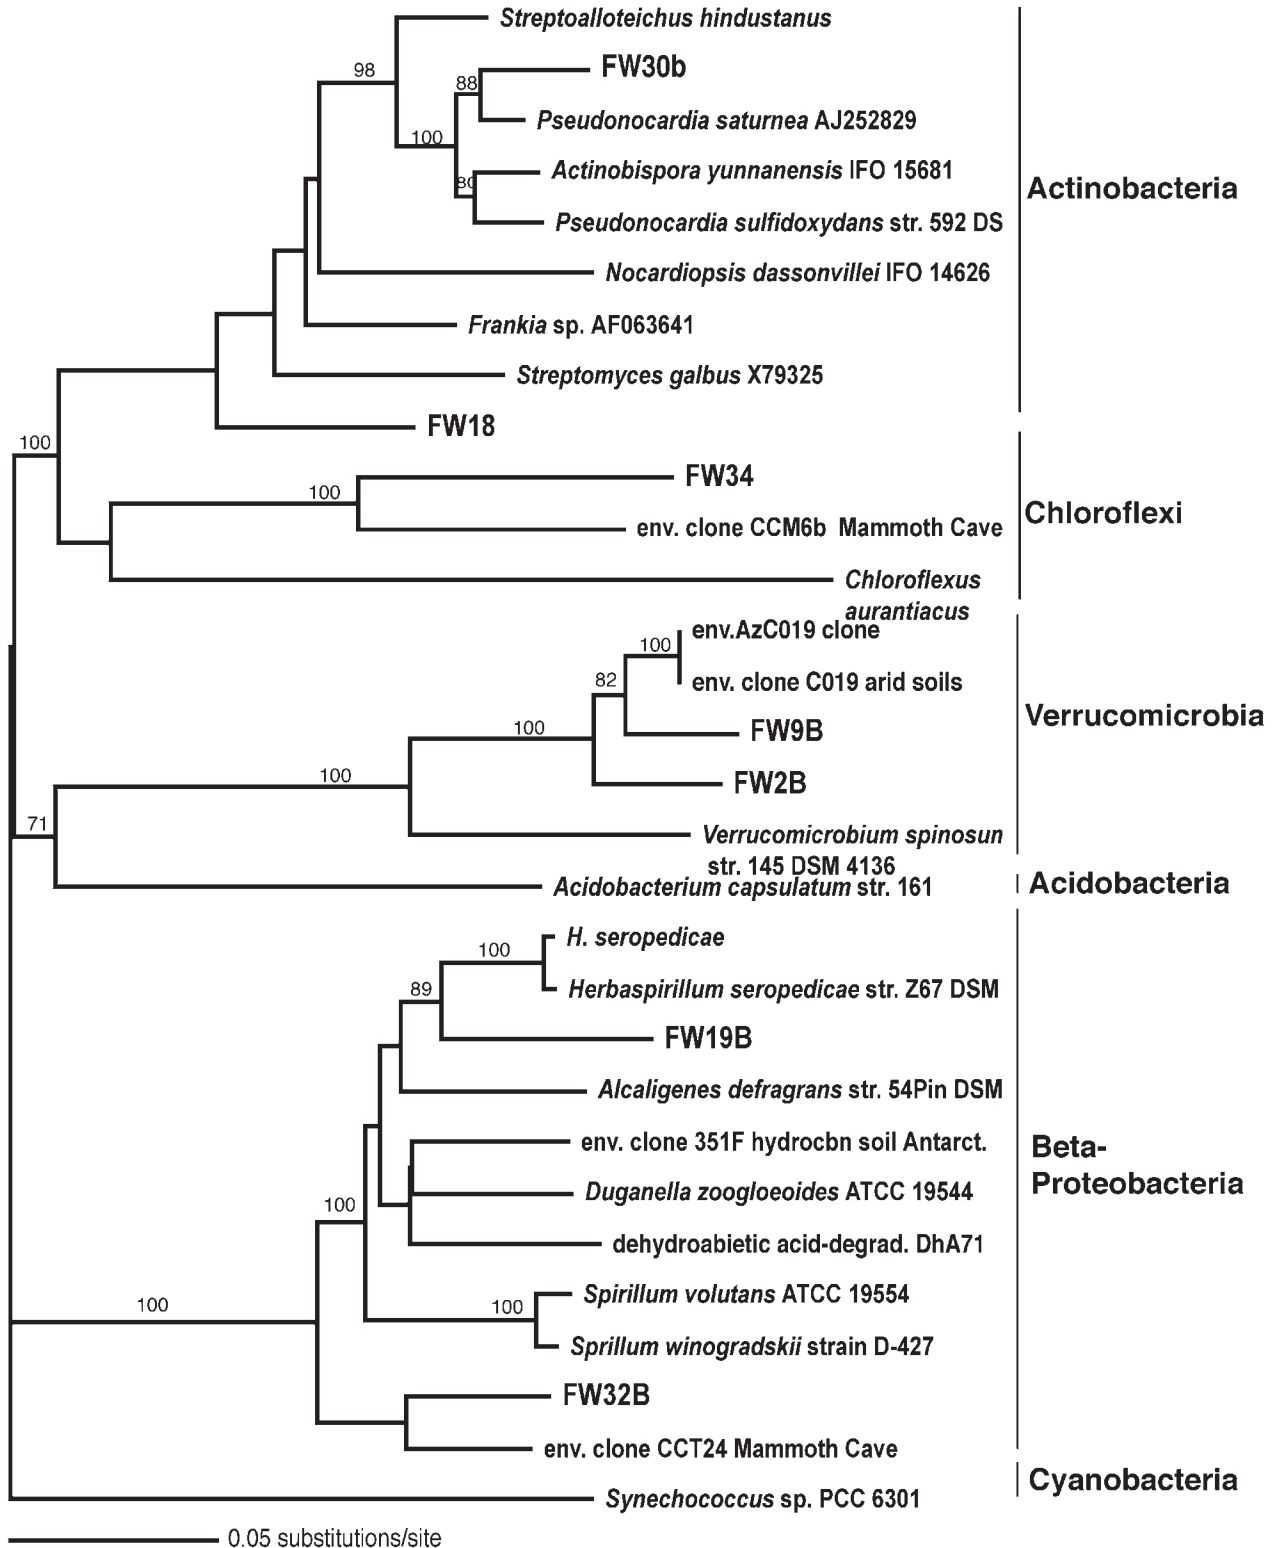 Streptoalloteichus hindustanus
98
FW30b
88
Pseudonocardia saturnea AJ252829
100
Actinobispora yunnanensis IFO 15681
80
Actinobacteria
Pseudonocardia sulfidoxydans str. 592 DS
Nocardiopsis dassonvillei IFO 14626
Frankia sp. AF063641
Streptomyces galbus X79325
FW18
100
FW34
100
Chloroflexi
env. clone CCM6b Mammoth Cave
Chloroflexus
aurantiacus
env.AzC019 clone
100
82
env. clone C019 arid soils
Verrucomicrobia
100
FW9B
100
FW2B
71
Verrucomicrobium spinosun
str. 145 DSM 4136
Acidobacterium capsulatum str. 161
Acidobacteria
H. seropedicae
100
89
Herbaspirillum seropedicae str. Z67 DSM
FW19B
Alcaligenes defragrans str. 54Pin DSM
env. clone 351F hydrocbn soil Antarct.
Beta-
Proteobacteria
Duganella zoogloeoides ATCC 19544
100
dehydroabietic acid-degrad. DhA71
Spirillum volutans ATCC 19554
100
100
Sprillum winogradskii strain D-427
FW32B
env. clone CCT24 Mammoth Cave
Cyanobacteria
Synechococcus sp. PCC 6301
0.05 substitutions/site